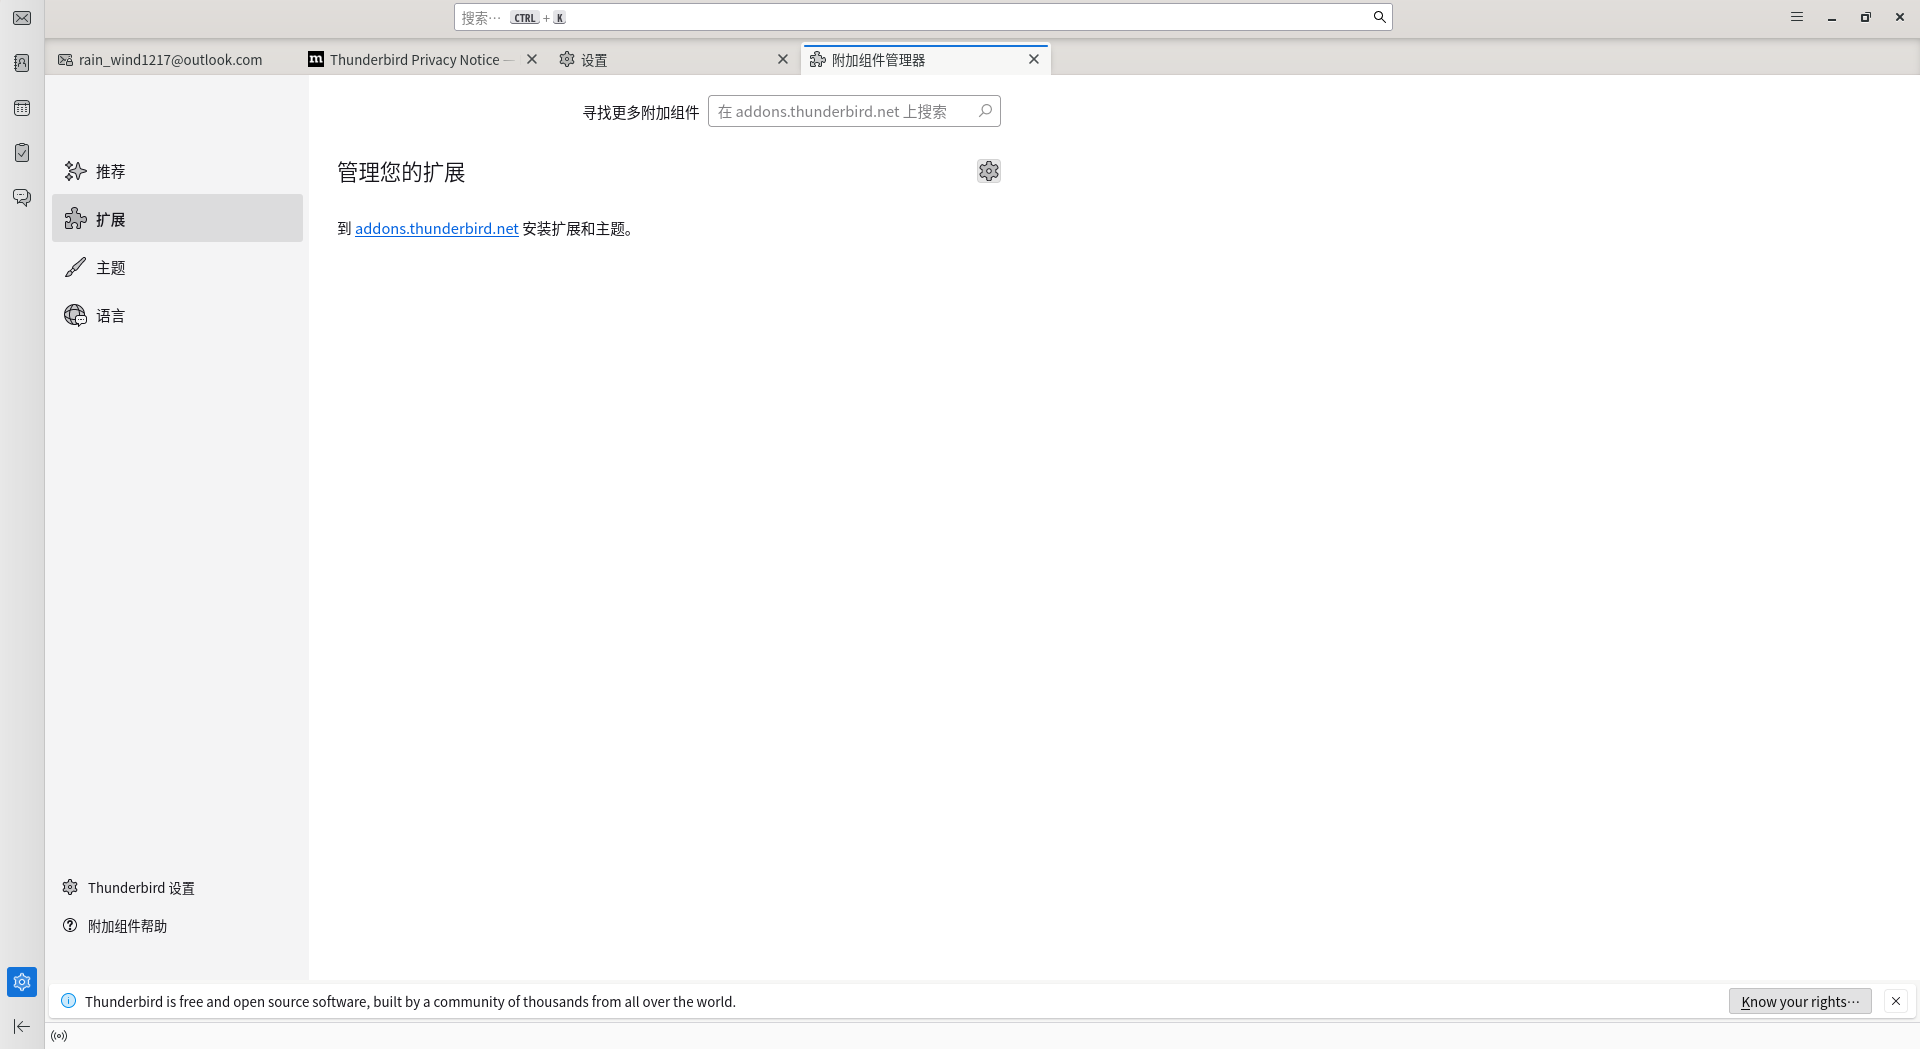 搜索… CTRL + K
rain_wind1217@outlook.com
Thunderbird Privacy Notice —
设置
附加组件管理器
寻找更多附加组件
在 addons.thunderbird.net 上搜索
管理您的扩展
到 addons.thunderbird.net 安装扩展和主题。
推荐
扩展
主题
语言
Thunderbird 设置
附加组件帮助
Thunderbird is free and open source software, built by a community of thousands from all over the world.
Know your rights…